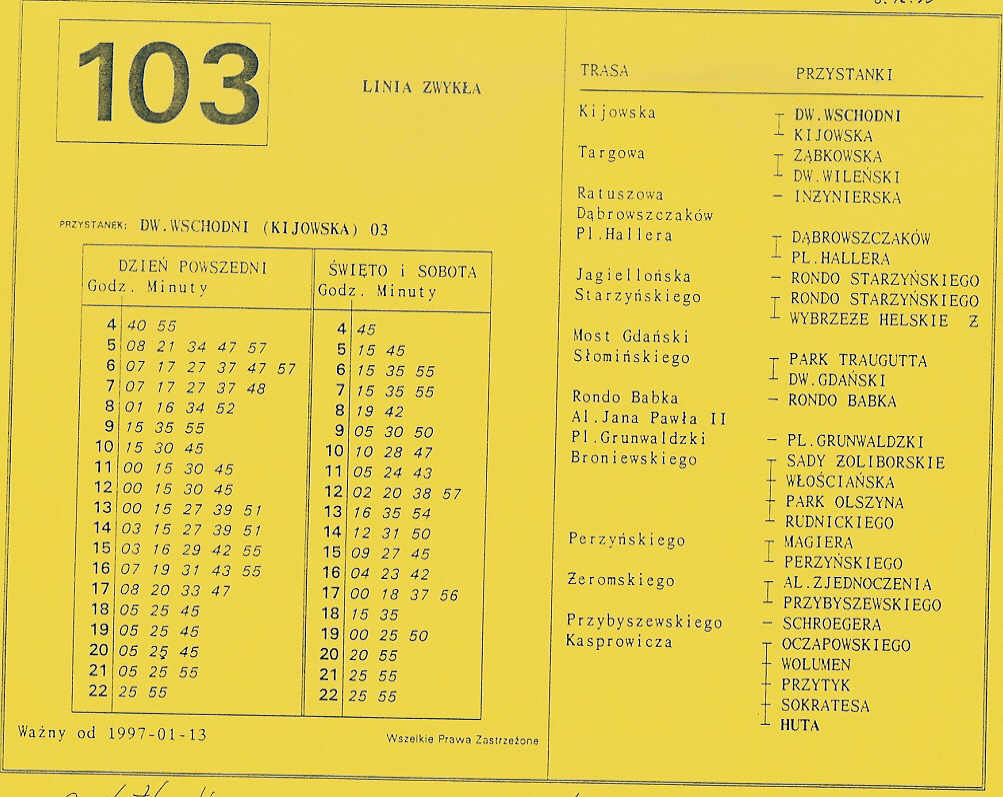 103
LINIA ZWYKŁA
PRZYSTANEK: DW.WSCHODNI (KIJOWSKA) 03
DZIEŃ POWSZEDNI
Godz. Minuty
4 40 55
5 08 21 34 47 57
6 07 17 27 37 47 57
7 07 17 27 37 48
8 01 16 34 52
9 15 35 55
10 15 30 45
11 00 15 30 45
12 00 15 30 45
13 00 15 27 39 51
14 03 15 27 39 51
15 03 16 29 42 55
16 07 19 31 43 55
17 08 20 33 47
18 05 25 45
19 05 25 45
20 05 25 45
21 05 25 55
22 25 55
ŚWIĘTO i SOBOTA
Godz. Minuty
4 45
5 15 45
6 15 35 55
7 15 35 55
8 19 42
9 05 30 50
10 10 28 47
11 05 24 43
12 02 20 38 57
13 16 35 54
14 12 31 50
15 09 27 45
16 04 23 42
17 00 18 37 56
18 15 35
19 00 25 50
20 20 55
21 25 55
22 25 55
Ważny od 1997-01-13
Wszelkie Prawa Zastrzeżone
TRASA PRZYSTANKI
Kijowska DW.WSCHODNI
KIJOWSKA
Targowa ZĄBKOWSKA
DW.WILEŃSKI
Ratuszowa INŻYNIERSKA
Dąbrowszczaków
Pl.Hallera DĄBROWSZCZAKÓW
PL.HALLERA
Jagiellońska RONDO STARZYŃSKIEGO
Starzyńskiego RONDO STARZYŃSKIEGO
WYBRZEŻE HELSKIE Ż
Most Gdański
Słomińskiego PARK TRAUGUTTA
DW.GDAŃSKI
Rondo Babka RONDO BABKA
Al.Jana Pawła II
Pl.Grunwaldzki PL.GRUNWALDZKI
Broniewskiego SADY ŻOLIBORSKIE
WŁOŚCIAŃSKA
PARK OLSZYNA
RUDNICKIEGO
Perzyńskiego MAGIERA
PERZYŃSKIEGO
Żeromskiego AL.ZJEDNOCZENIA
PRZYBYSZEWSKIEGO
Przybyszewskiego SCHROEGERA
Kasprowicza OCZAPOWSKIEGO
WOLUMEN
PRZYTYK
SOKRATESA
HUTA